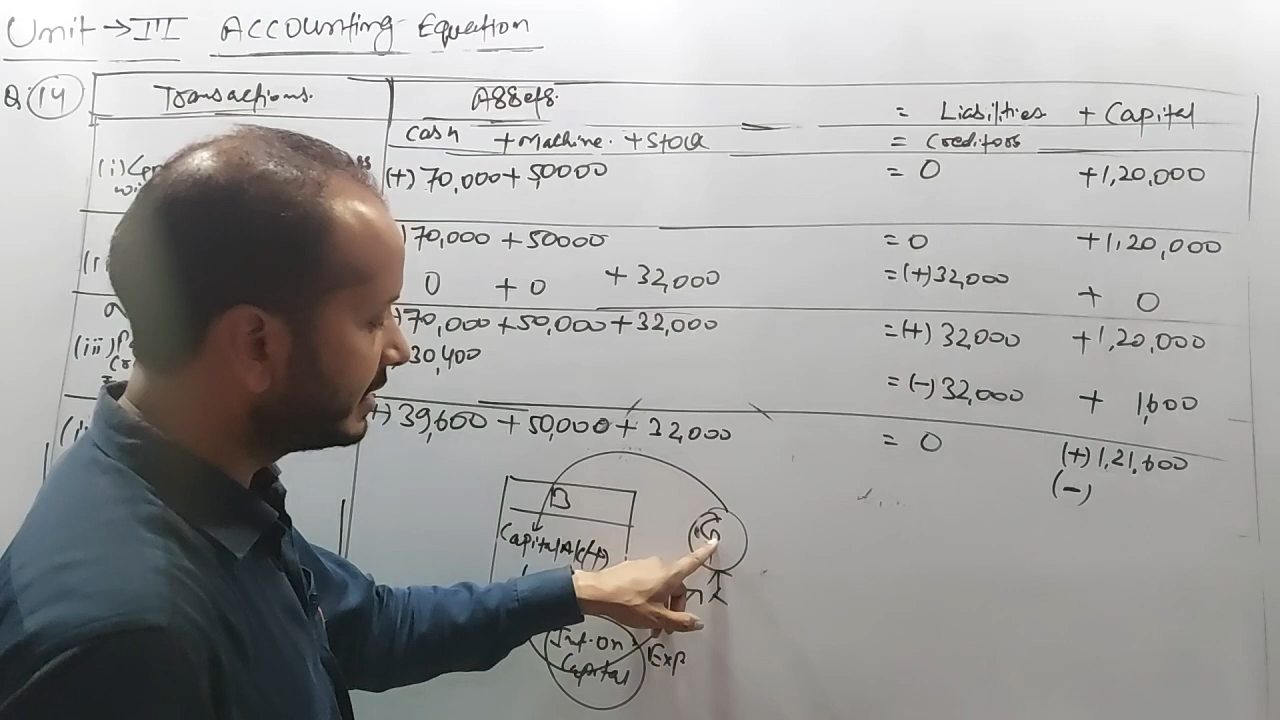 Unit → III Accounting Equation
Q. 14 Transactions. Assets. = Liabilities + Capital
Cash + Machine. + Stock = Creditors
(i) (+) 70,000 + 50,000 = 0 + 1,20,000
70,000 + 50000 = 0 + 1,20,000
0 + 0 + 32,000 = (+) 32,000 + 0
70,000 + 50,000 + 32,000 = (+) 32,000 + 1,20,000
(iii)
30,400 = (-) 32,000 + 1,600
39,600 + 50,000 + 32,000 = 0 (+) 1,21,600
(-)
B
Capital A/c (+)
Int. on Exp
Capital